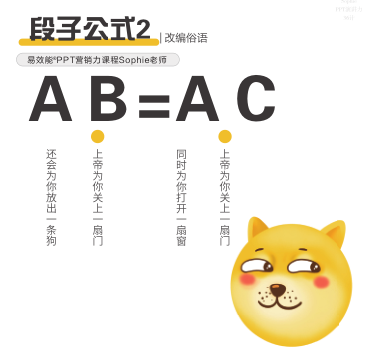 段子公式2 | 改编俗语
易效能®PPT营销力课程Sophie老师
AB=AC
上帝为你关上一扇门
同时为你打开一扇窗
上帝为你关上一扇门
还会为你放出一条狗